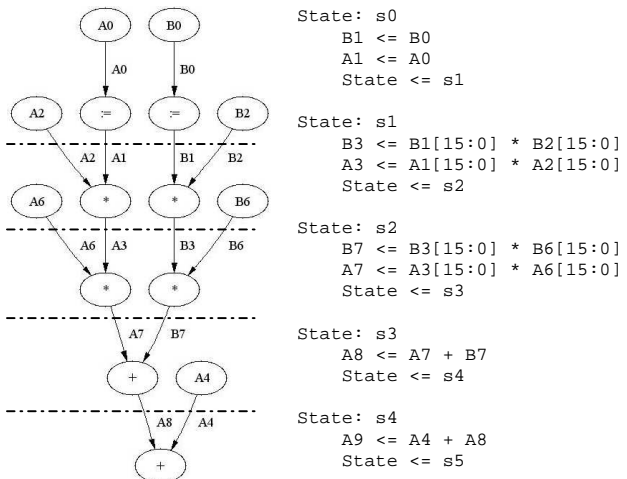 A0 B0
A0 B0
A2 := := B2
A2 A1 B1 B2
A6 * * B6
A6 A3 B3 B6
* *
A7 B7
+ A4
A8 A4
+
State: s0
B1 <= B0
A1 <= A0
State <= s1
State: s1
B3 <= B1[15:0] * B2[15:0]
A3 <= A1[15:0] * A2[15:0]
State <= s2
State: s2
B7 <= B3[15:0] * B6[15:0]
A7 <= A3[15:0] * A6[15:0]
State <= s3
State: s3
A8 <= A7 + B7
State <= s4
State: s4
A9 <= A4 + A8
State <= s5